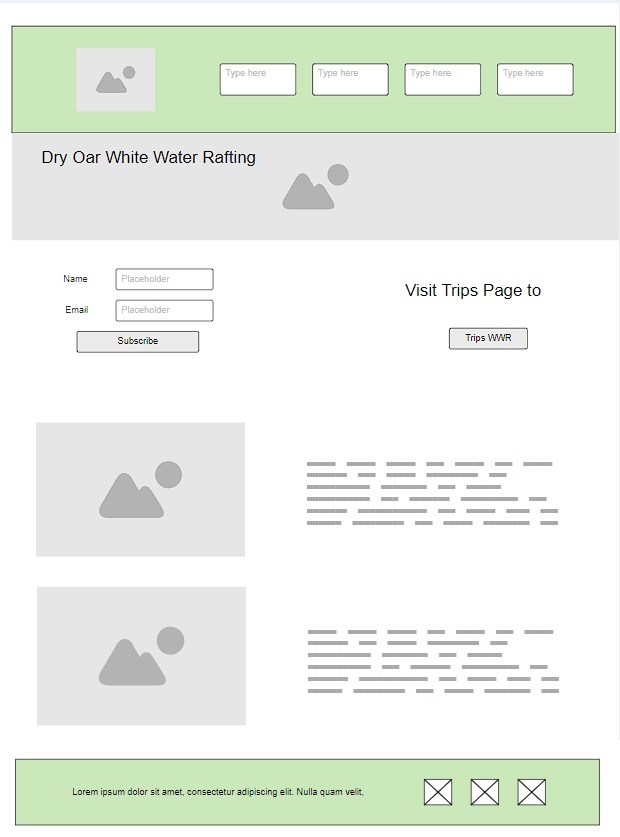 Type here Type here Type here Type here
Dry Oar White Water Rafting
Name Placeholder
Email Placeholder
Subscribe
Visit Trips Page to
Trips WWR
Lorem ipsum dolor sit amet, consectetur adipiscing elit. Nulla quam velit,